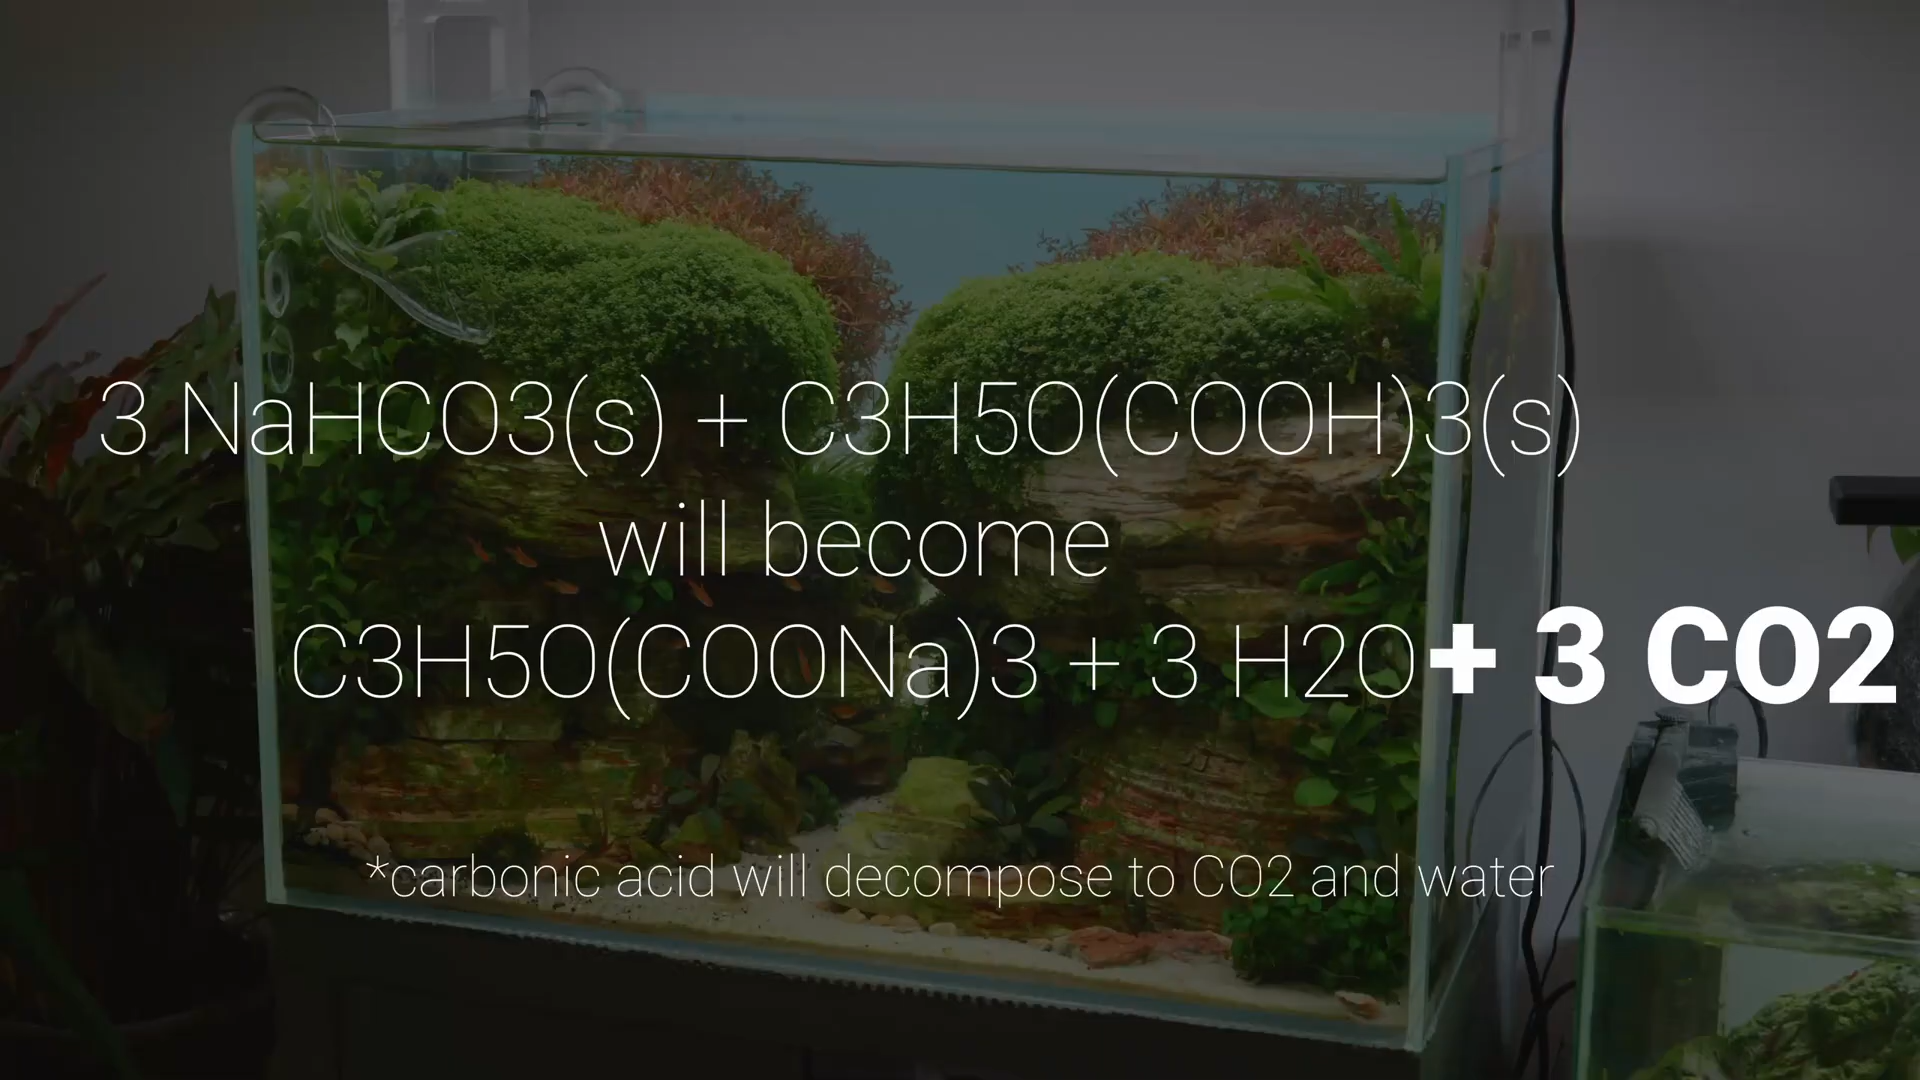 3 NaHCO3(s) + C3H5O(COOH)3(s)
will become
C3H5O(COONa)3 + 3 H2O + 3 CO2
*carbonic acid will decompose to CO2 and water